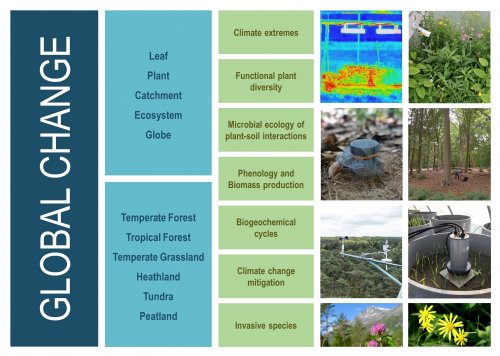 GLOBAL CHANGE
Leaf
Plant
Catchment
Ecosystem
Globe
Temperate Forest
Tropical Forest
Temperate Grassland
Heathland
Tundra
Peatland
Climate extremes
Functional plant
diversity
Microbial ecology of
plant-soil interactions
Phenology and
Biomass production
Biogeochemical
cycles
Climate change
mitigation
Invasive species